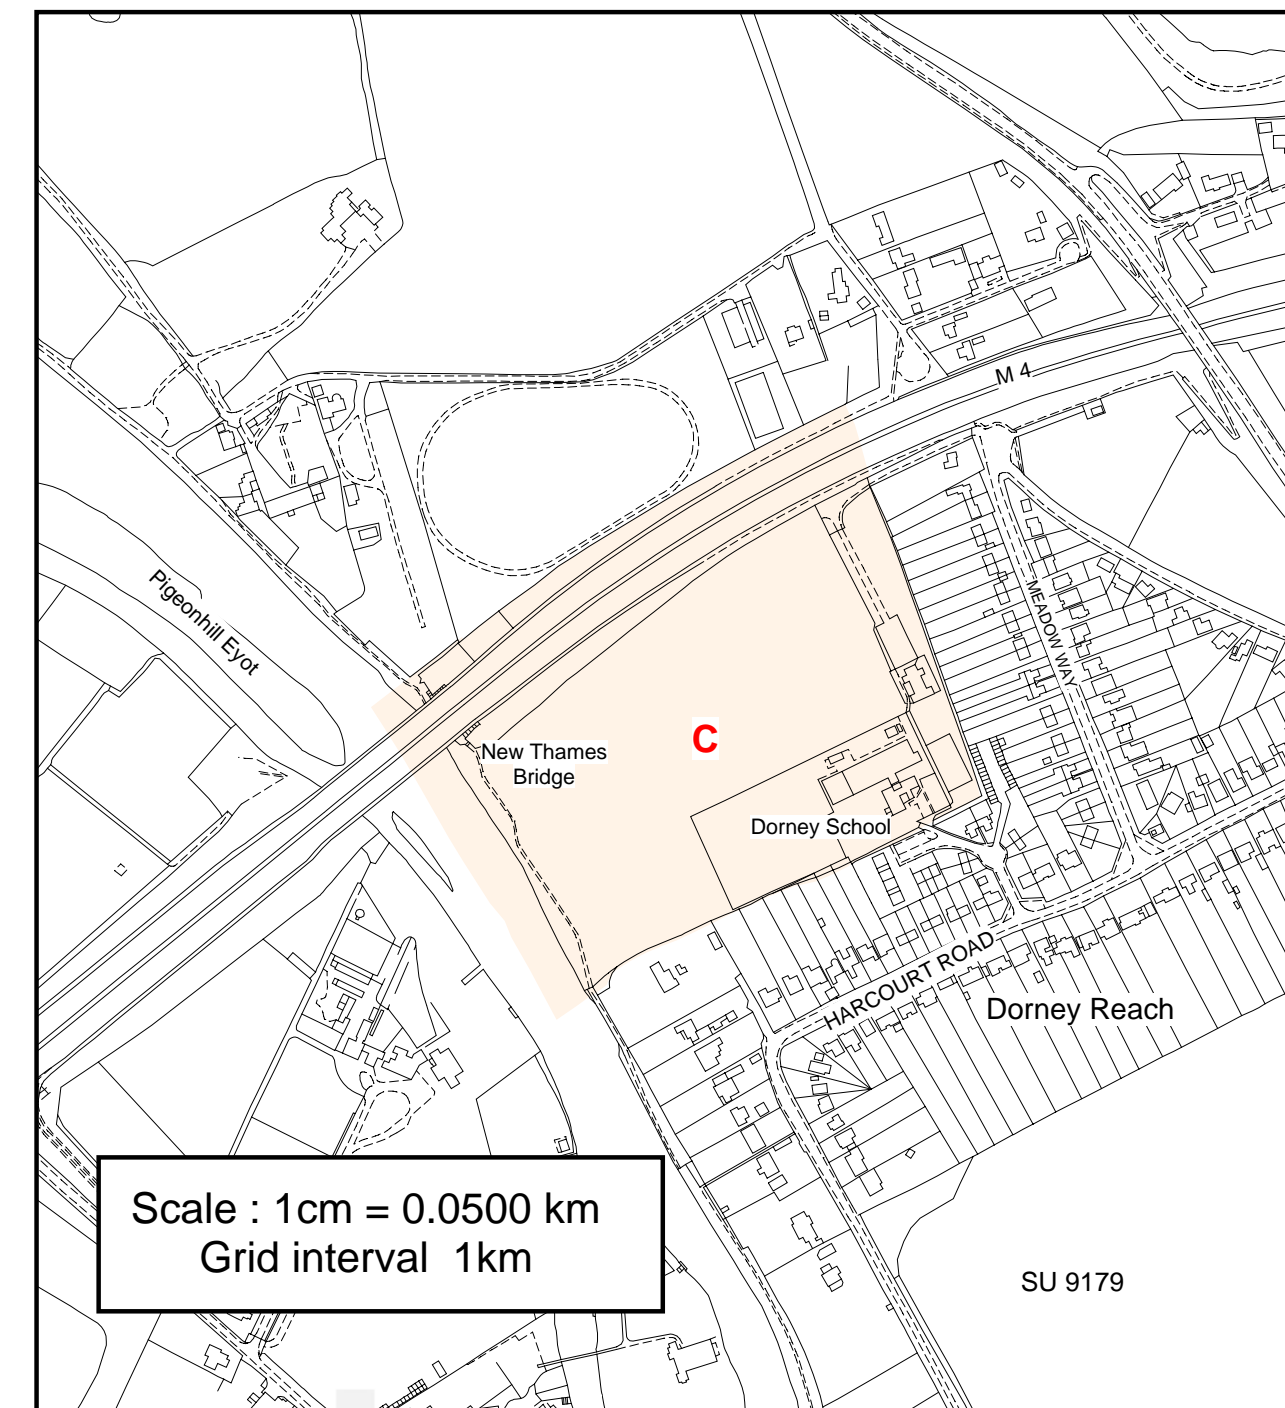 M 4
Pigeonhill Eyot
MEADOW WAY
C
New Thames
Bridge
Dorney School
HARCOURT ROAD
Dorney Reach
Scale : 1cm = 0.0500 km
Grid interval 1km
SU 9179